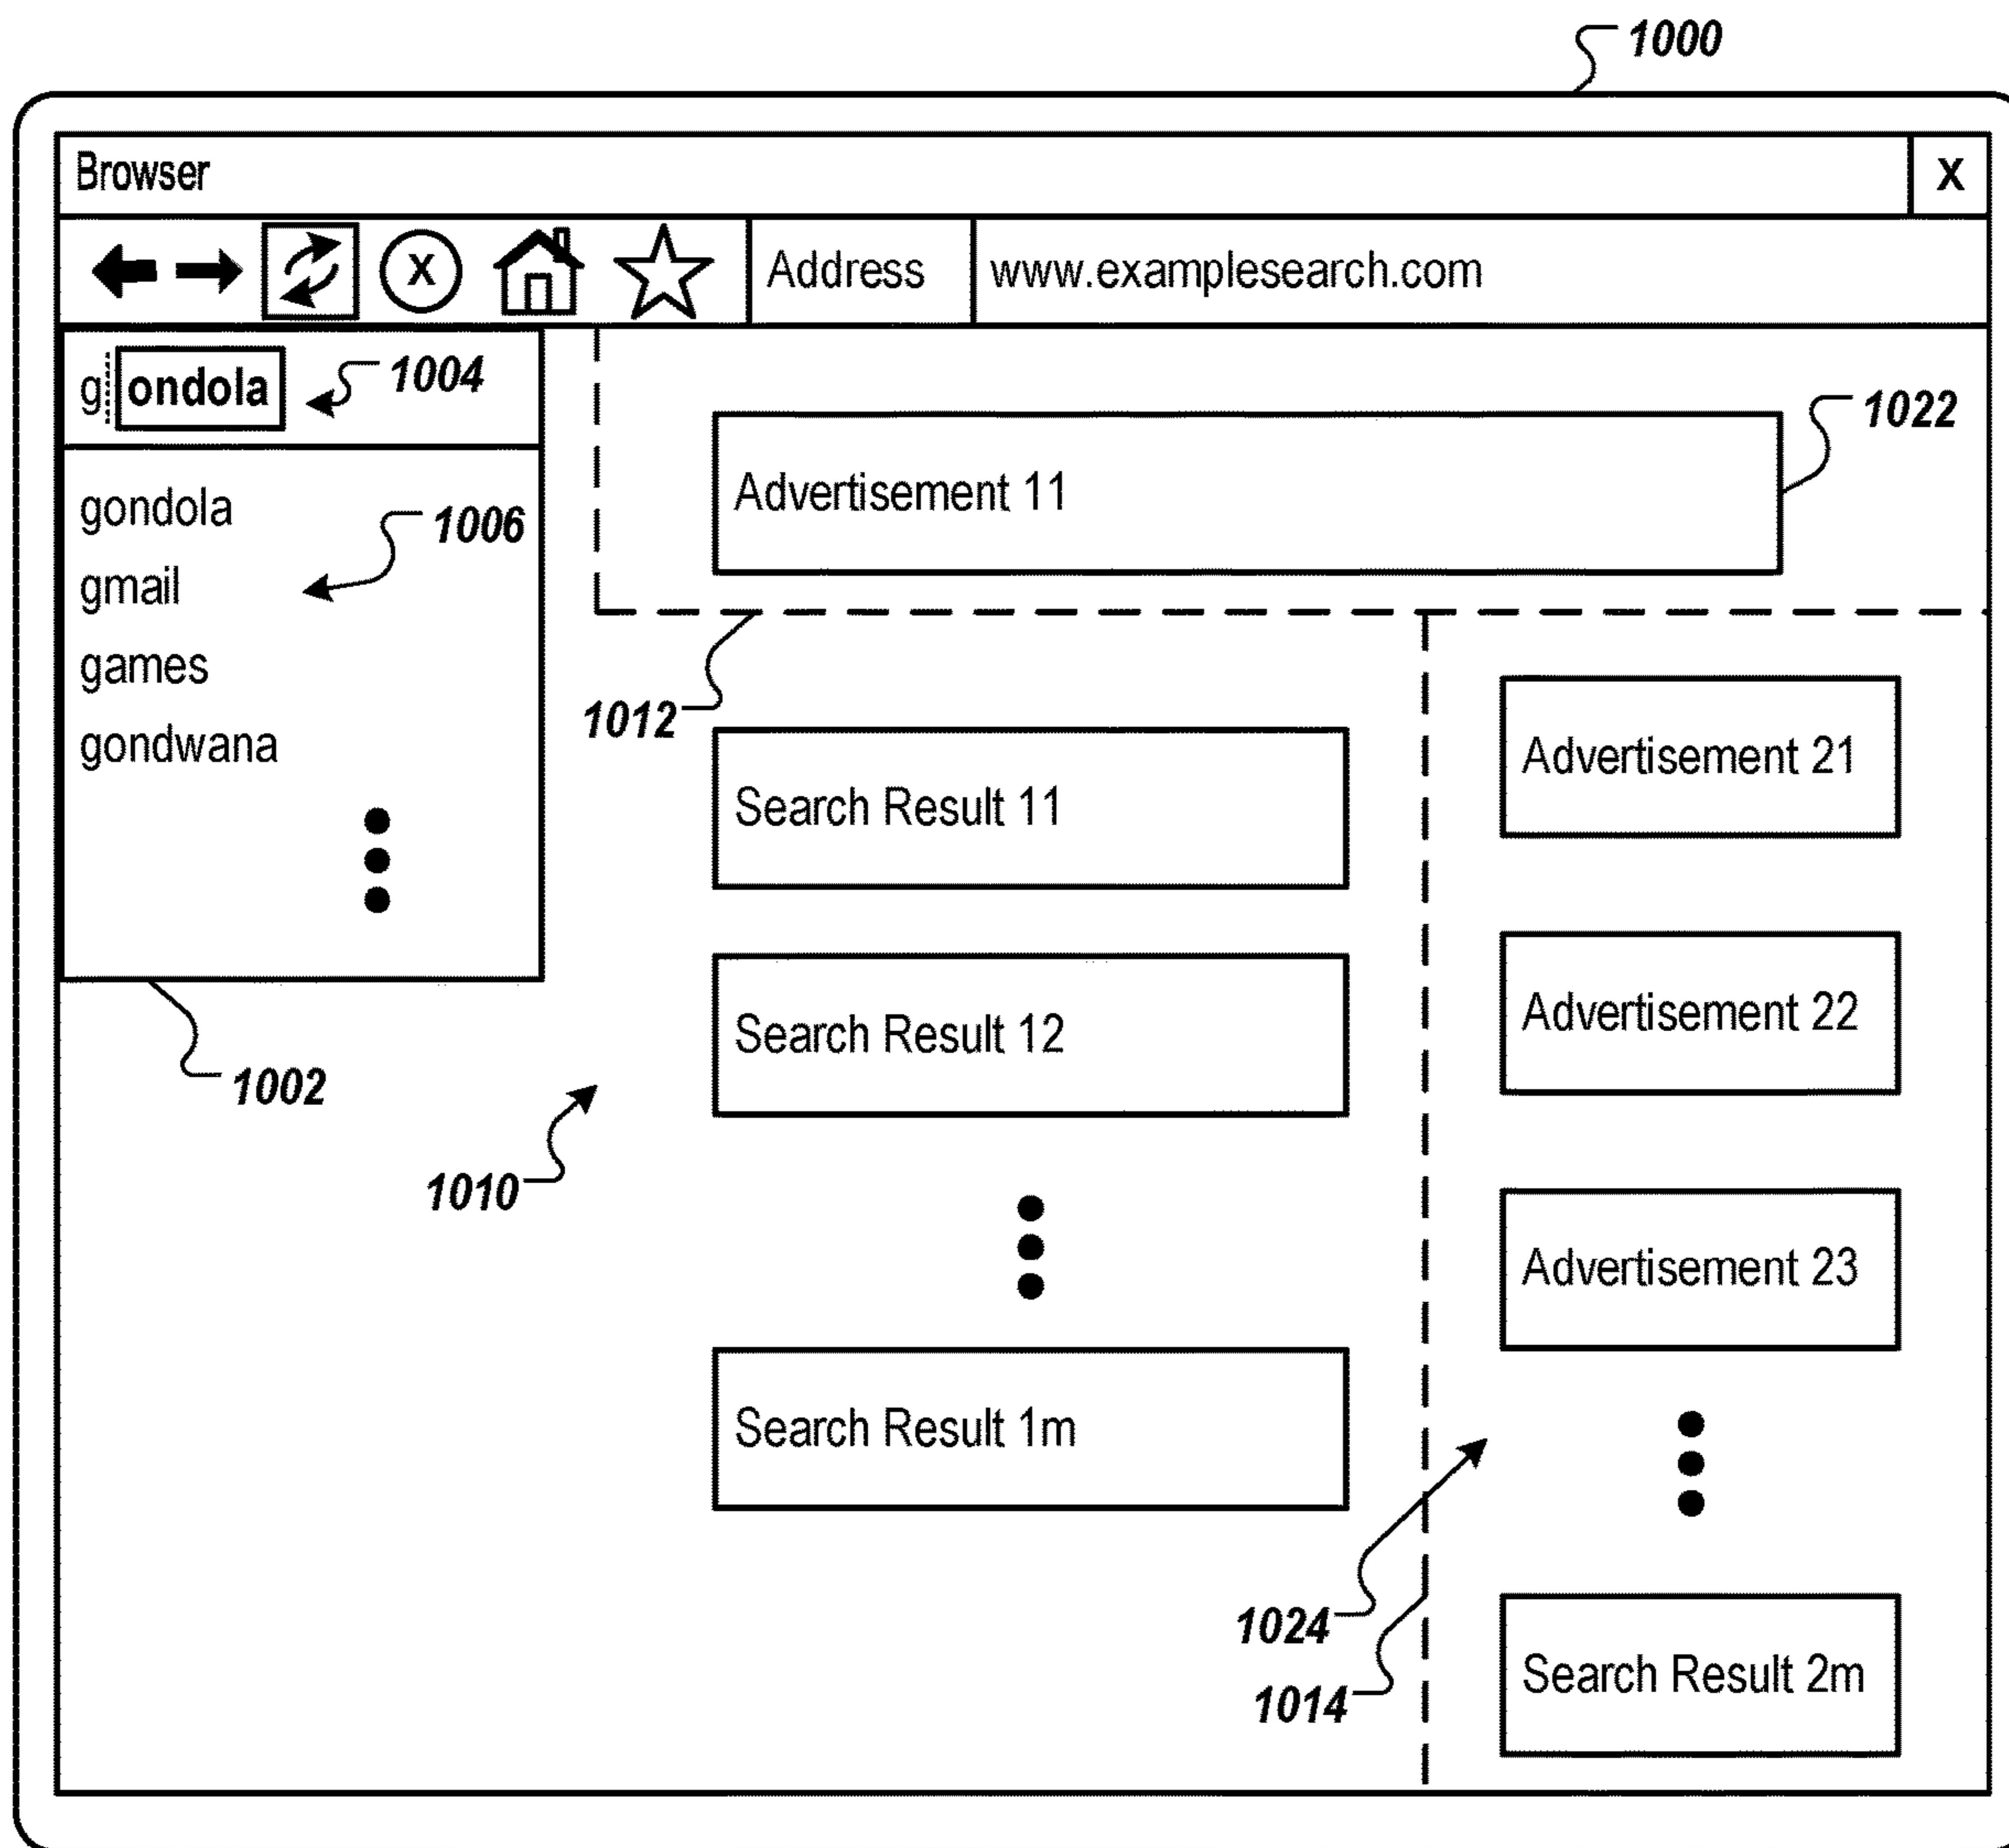 1000
Browser X
X Address www.examplesearch.com
gondola 1004
1022
Advertisement 11
gondola
1006
gmail
games
1012
gondwana
Advertisement 21
Search Result 11
Advertisement 22
Search Result 12
1002
1010
Advertisement 23
Search Result 1m
1024
Search Result 2m
1014